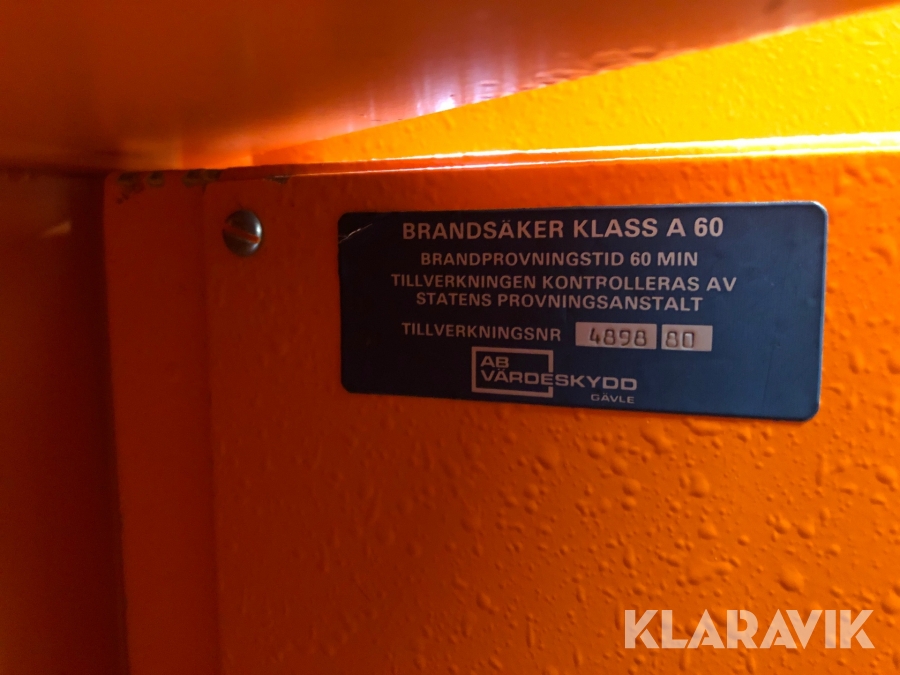 BRANDSÄKER KLASS A 60
BRANDPROVNINGSTID 60 MIN
TILLVERKNINGEN KONTROLLERAS AV
STATENS PROVNINGSANSTALT
TILLVERKNINGSNR 4898 80
AB
VÄRDESKYDD
GÄVLE
KLARAVIK